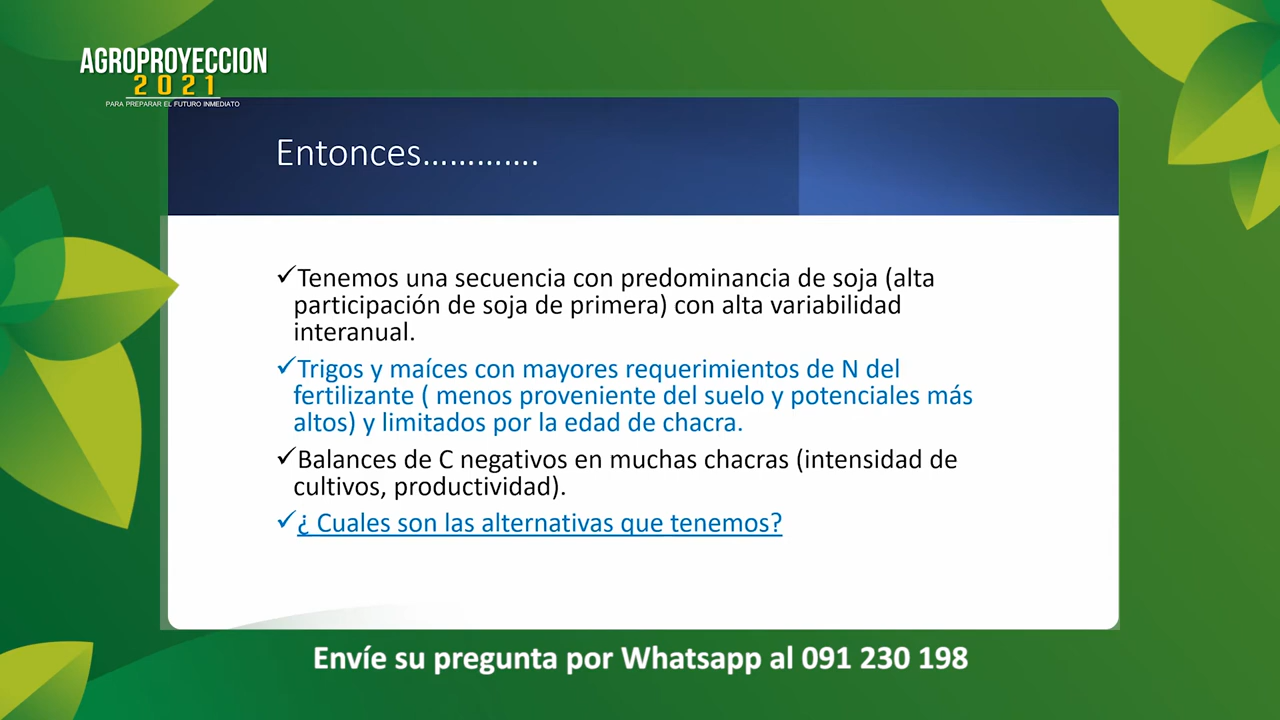 AGROPROYECCION
2021
PARA PREPARAR EL FUTURO INMEDIATO
Entonces.............
✓Tenemos una secuencia con predominancia de soja (alta
participación de soja de primera) con alta variabilidad
interanual.
✓Trigos y maíces con mayores requerimientos de N del
fertilizante ( menos proveniente del suelo y potenciales más
altos) y limitados por la edad de chacra.
✓Balances de C negativos en muchas chacras (intensidad de
cultivos, productividad).
✓¿ Cuales son las alternativas que tenemos?
Envíe su pregunta por Whatsapp al 091 230 198